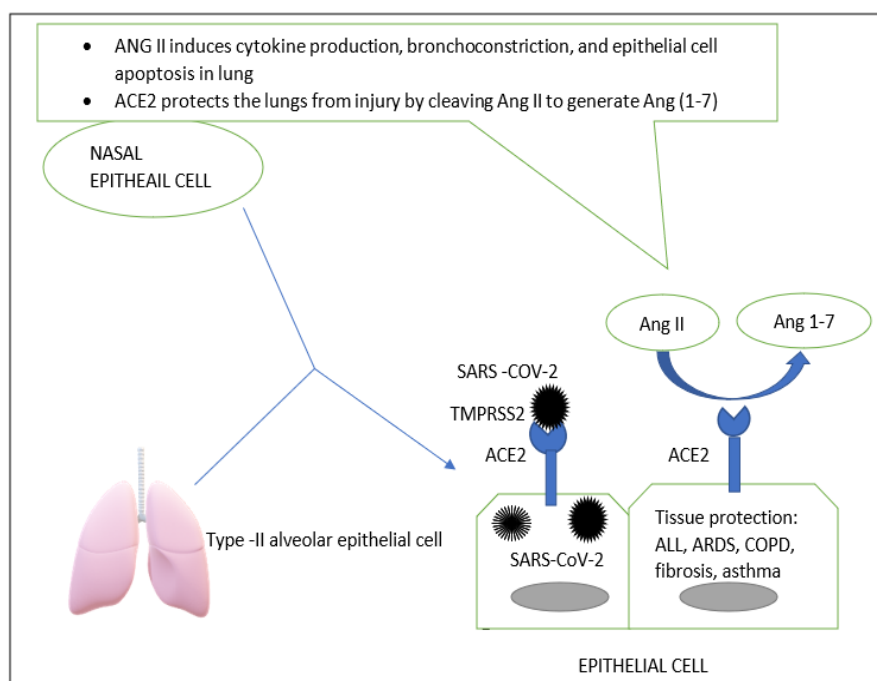 • ANG II induces cytokine production, bronchoconstriction, and epithelial cell
apoptosis in lung
• ACE2 protects the lungs from injury by cleaving Ang II to generate Ang (1-7)
NASAL
EPITHEAIL CELL
Ang II
Ang 1-7
SARS -COV-2
TMPRSS2
ACE2
ACE2
Type -II alveolar epithelial cell
SARS-CoV-2
Tissue protection:
ALL, ARDS, COPD,
fibrosis, asthma
EPITHELIAL CELL